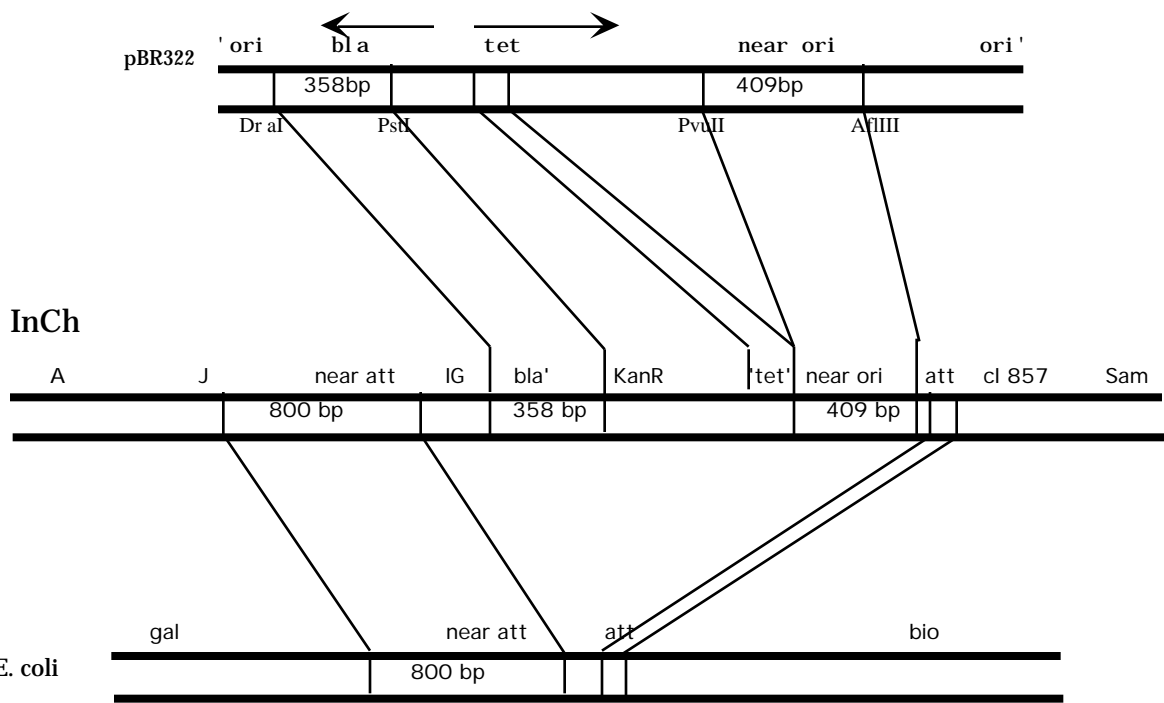 'ori bla tet near ori ori'
pBR322
358bp 409bp
DraI PstI PvuII AflIII
InCh
A J near att IG bla' KanR 'tet' near ori att cI 857 Sam
800 bp 358 bp 409 bp
gal near att att bio
E. coli
800 bp